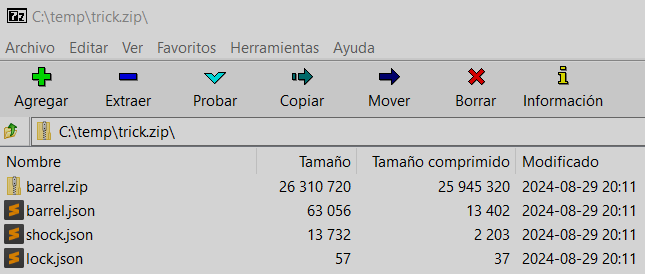 7z C:\temp\trick.zip\
Archivo Editar Ver Favoritos Herramientas Ayuda
Agregar Extraer Probar Copiar Mover Borrar Información
C:\temp\trick.zip\
Nombre Tamaño Tamaño comprimido Modificado
barrel.zip 26 310 720 25 945 320 2024-08-29 20:11
barrel.json 63 056 13 402 2024-08-29 20:11
shock.json 13 732 2 203 2024-08-29 20:11
lock.json 57 37 2024-08-29 20:11